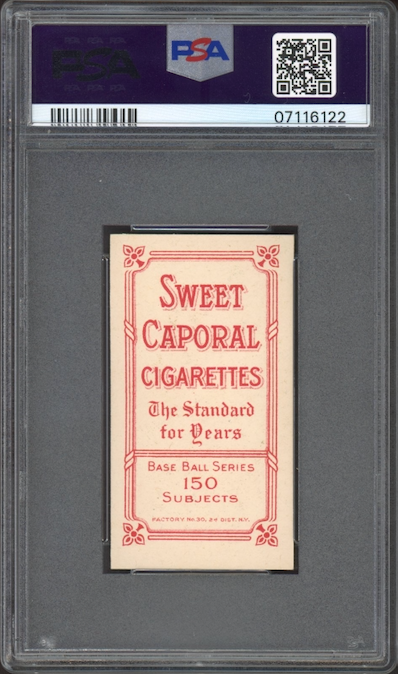 PSA
PSA
07116122
SWEET
CAPORAL
CIGARETTES
The Standard
for Years
BASE BALL SERIES
150
SUBJECTS
FACTORY No. 30, 2d DIST. N.Y.